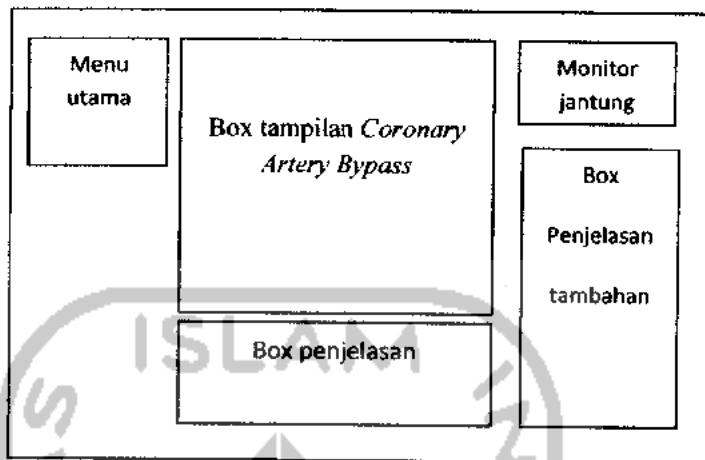 Menu
utama
Box tampilan Coronary
Artery Bypass
Monitor
jantung
Box
Penjelasan
tambahan
Box penjelasan
ISLAM